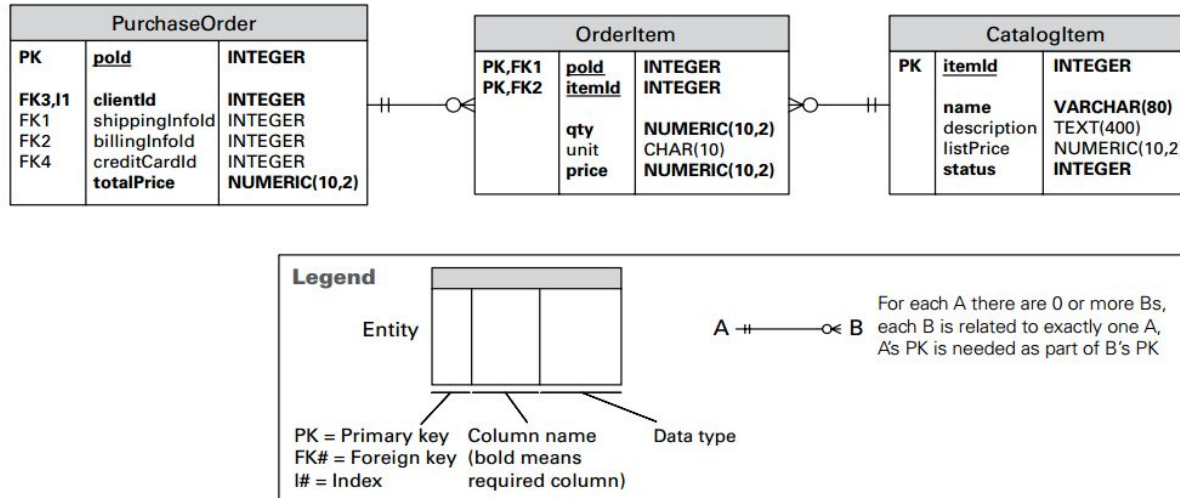 PurchaseOrder
PK poId INTEGER
FK3,I1 clientId INTEGER
FK1 shippingInfoId INTEGER
FK2 billingInfoId INTEGER
FK4 creditCardId INTEGER
totalPrice NUMERIC(10,2)
OrderItem
PK,FK1 poId INTEGER
PK,FK2 itemId INTEGER
qty NUMERIC(10,2)
unit CHAR(10)
price NUMERIC(10,2)
CatalogItem
PK itemId INTEGER
name VARCHAR(80)
description TEXT(400)
listPrice NUMERIC(10,2
status INTEGER
Legend
Entity
PK = Primary key
FK# = Foreign key
I# = Index
Column name
(bold means
required column)
Data type
A B
For each A there are 0 or more Bs,
each B is related to exactly one A,
A's PK is needed as part of B's PK